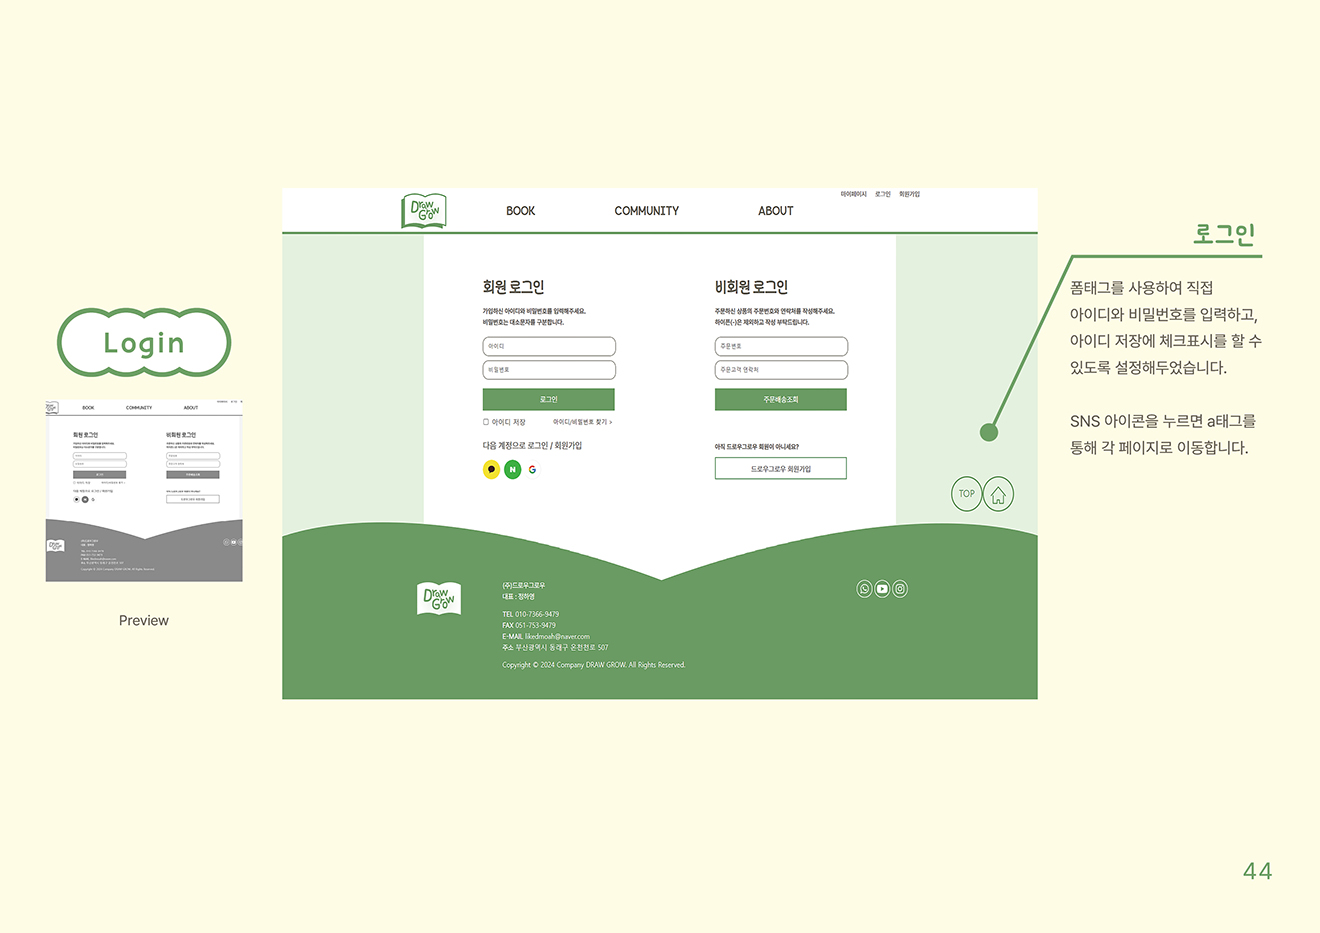 Login
BOOK
COMMUNITY
ABOUT
회원 로그인
비회원 로그인
Preview
Draw Grow
마이페이지 로그인 회원가입
BOOK
COMMUNITY
ABOUT
회원 로그인
가입하신 아이디와 비밀번호를 입력해주세요.
비밀번호는 대소문자를 구분합니다.
아이디
비밀번호
로그인
아이디 저장
아이디/비밀번호 찾기 >
다음 계정으로 로그인 / 회원가입
N
G
비회원 로그인
주문하신 상품의 주문번호와 연락처를 작성해주세요.
하이픈(-)은 제외하고 작성 부탁드립니다.
주문번호
주문고객 연락처
주문배송조회
아직 드로우그로우 회원이 아니세요?
드로우그로우 회원가입
TOP
Draw Grow
(주)드로우그로우
대표 : 정하영
TEL 010-7366-9479
FAX 051-753-9479
E-MAIL likedmoah@naver.com
주소 부산광역시 동래구 온천천로 507
Copyright © 2024 Company DRAW GROW. All Rights Reserved.
로그인
폼태그를 사용하여 직접
아이디와 비밀번호를 입력하고,
아이디 저장에 체크표시를 할 수
있도록 설정해두었습니다.
SNS 아이콘을 누르면 a태그를
통해 각 페이지로 이동합니다.
44